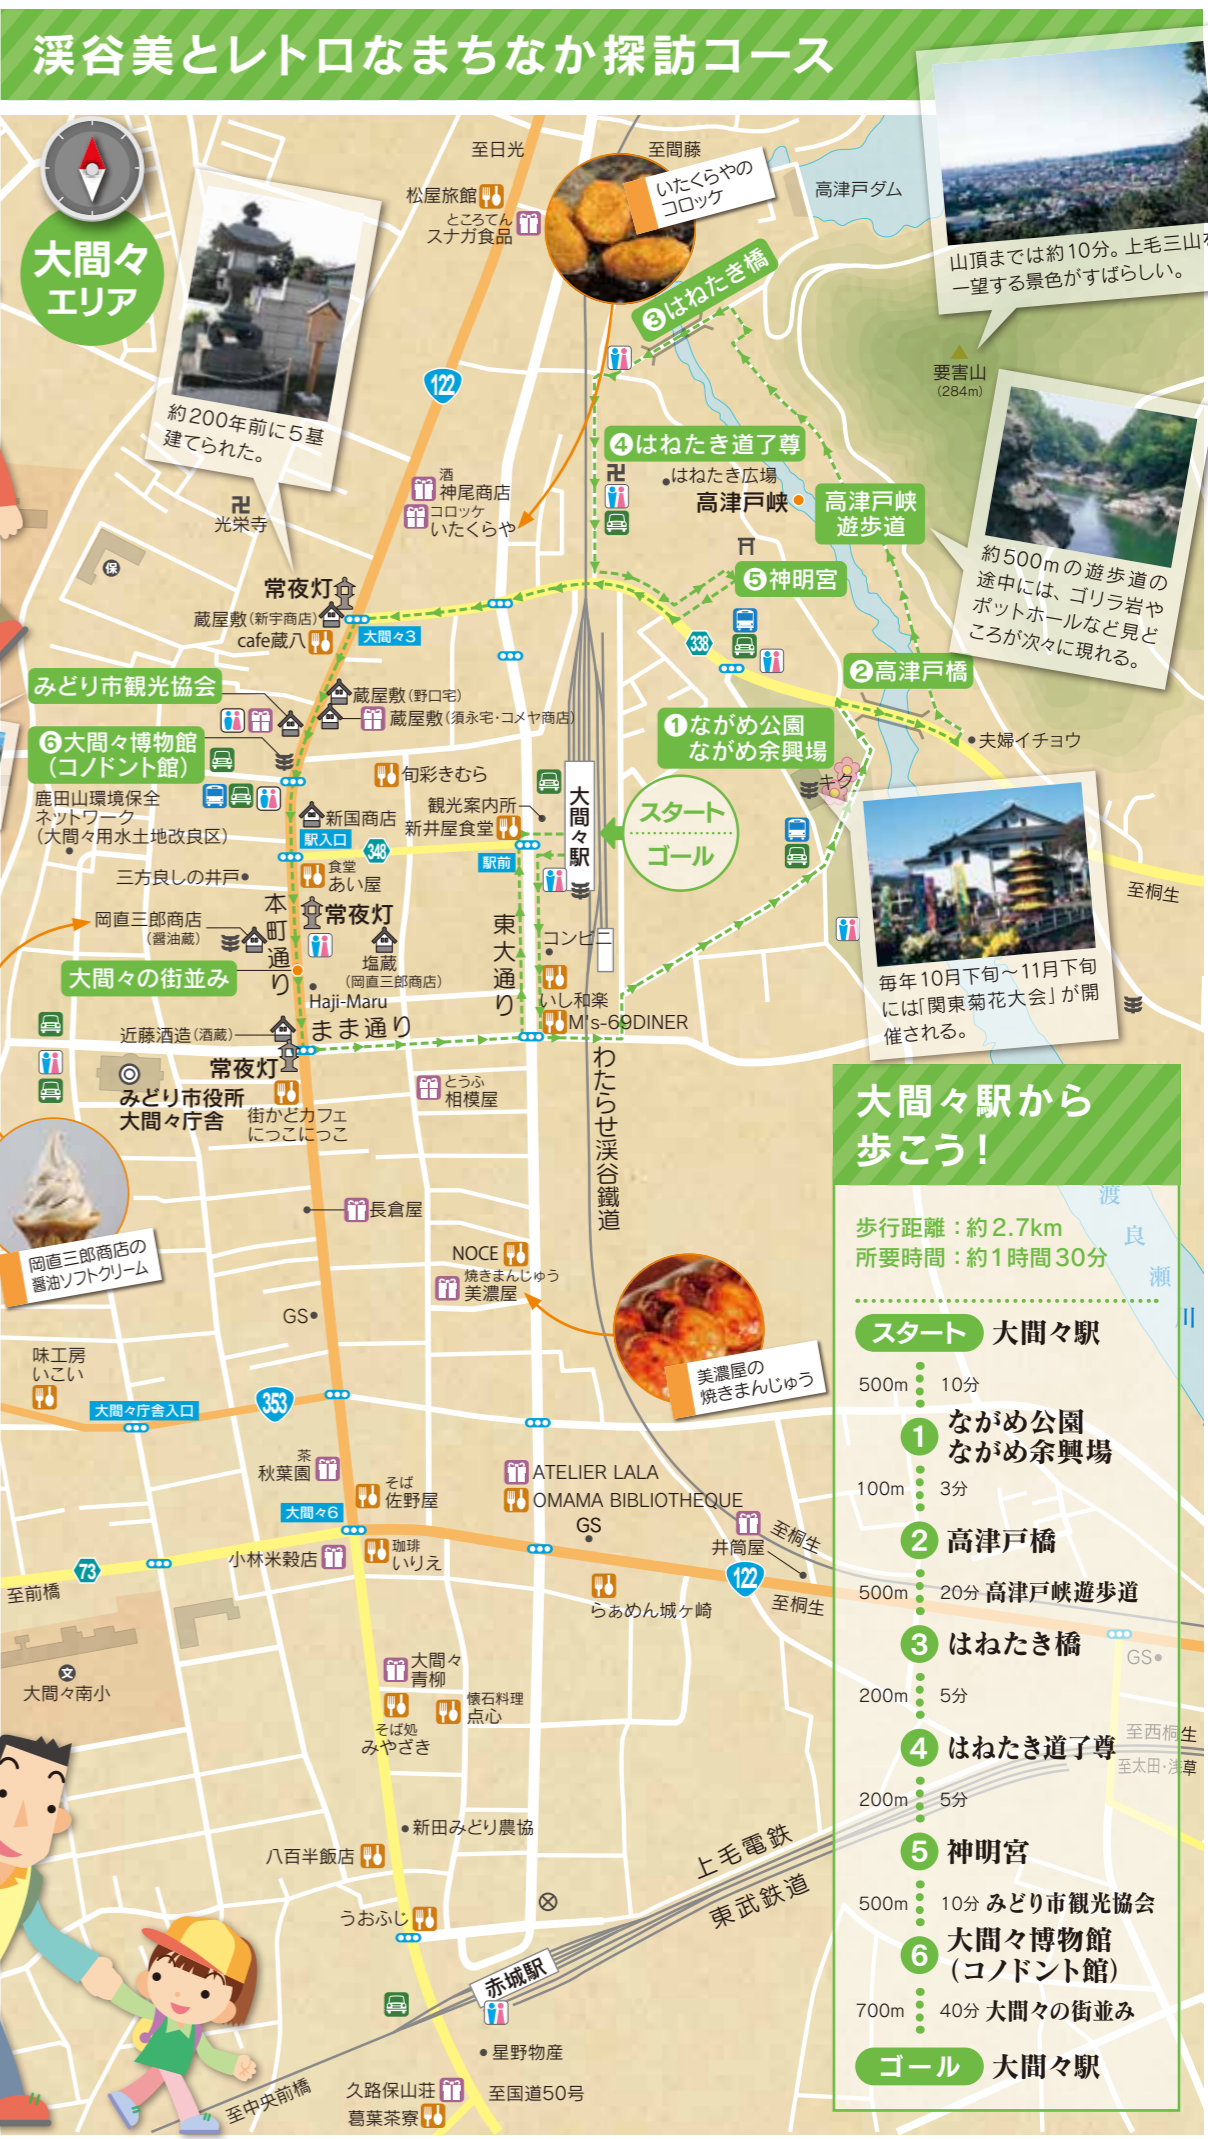 渓谷美とレトロなまちなか探訪コース
大間々
エリア
約200年前に5基
建てられた。
至日光
至間藤
松屋旅館
ところてん
スナガ食品
いたくらやの
コロッケ
高津戸ダム
山頂までは約10分。上毛三山を
一望する景色がすばらしい。
❸はねたき橋
要害山
(284m)
122
❹はねたき道了尊
はねたき広場
高津戸峡
高津戸峡
遊歩道
約500mの遊歩道の
途中には、ゴリラ岩や
ポットホールなど見ど
ころが次々に現れる。
酒
神尾商店
コロッケ
いたくらや
卍
光栄寺
保
❺神明宮
常夜灯
蔵屋敷(新宇商店)
cafe蔵八
大間々3
338
❷高津戸橋
みどり市観光協会
蔵屋敷(野口宅)
蔵屋敷(須永宅・コメヤ商店)
❶ながめ公園
ながめ余興場
夫婦イチョウ
❻大間々博物館
(コノドント館)
旬彩きむら
キク
鹿田山環境保全
ネットワーク
(大間々用水土地改良区)
新国商店
観光案内所
新井屋食堂
大間々駅
スタート
ゴール
駅入口
348
駅前
三方良しの井戸
食堂
あい屋
至桐生
岡直三郎商店
(醤油蔵)
本町通り
常夜灯
東大通り
コンビニ
塩蔵
(岡直三郎商店)
大間々の街並み
Haji-Maru
いし和楽
M's-69DINER
毎年10月下旬〜11月下旬
には「関東菊花大会」が開
催される。
近藤酒造(酒蔵)
まま通り
常夜灯
みどり市役所
大間々庁舎
街かどカフェ
にっこにっこ
とうふ
相模屋
わたらせ渓谷鐵道
岡直三郎商店の
醤油ソフトクリーム
長倉屋
NOCE
焼きまんじゅう
美濃屋
GS
美濃屋の
焼きまんじゅう
味工房
いこい
大間々庁舎入口
353
茶
秋葉園
そば
佐野屋
ATELIER LALA
OMAMA BIBLIOTHEQUE
GS
大間々6
井筒屋
至桐生
小林米穀店
珈琲
いりえ
73
至前橋
122
至桐生
らぁめん城ヶ崎
文
大間々南小
大間々
青柳
懐石料理
点心
そば処
みやざき
新田みどり農協
八百半飯店
うおふじ
上毛電鉄
東武鉄道
赤城駅
星野物産
至中央前橋
久路保山荘
葛葉茶寮
至国道50号
大間々駅から
歩こう!
渡良瀬川
歩行距離：約2.7km
所要時間：約1時間30分
スタート 大間々駅
500m 10分
1 ながめ公園
ながめ余興場
100m 3分
2 高津戸橋
500m 20分 高津戸峡遊歩道
3 はねたき橋
GS
200m 5分
4 はねたき道了尊
至西桐生
至太田・浅草
200m 5分
5 神明宮
500m 10分 みどり市観光協会
6 大間々博物館
(コノドント館)
700m 40分 大間々の街並み
ゴール 大間々駅